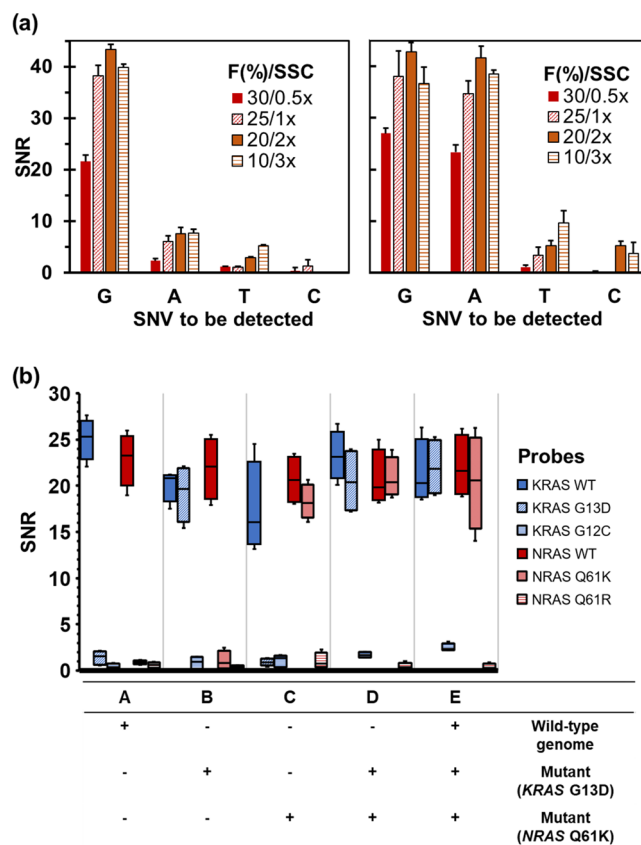 (a)
40
30
20
10
0
SNR
F(%)/SSC
30/0.5x
25/1x
20/2x
10/3x
G A T C
SNV to be detected
F(%)/SSC
30/0.5x
25/1x
20/2x
10/3x
G A T C
SNV to be detected
(b)
30
25
20
15
10
5
0
SNR
Probes
KRAS WT
KRAS G13D
KRAS G12C
NRAS WT
NRAS Q61K
NRAS Q61R
A B C D E
+ - - - + Wild-type
genome
- + - + + Mutant
(KRAS G13D)
- - + + + Mutant
(NRAS Q61K)